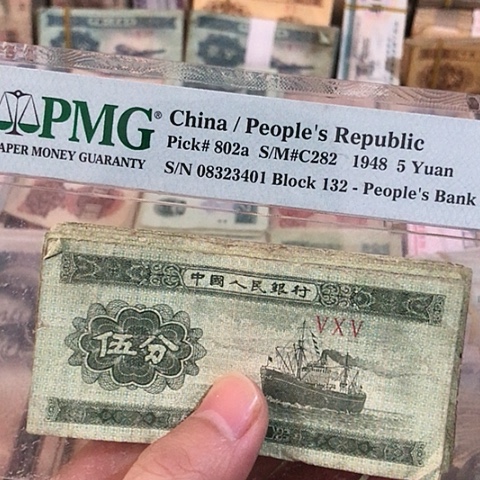 PMG®
APER MONEY GUARANTY
China / People's Republic
Pick# 802a S/M#C282 1948 5 Yuan
S/N 08323401 Block 132 - People's Bank
中國人民銀行
VXV
伍分